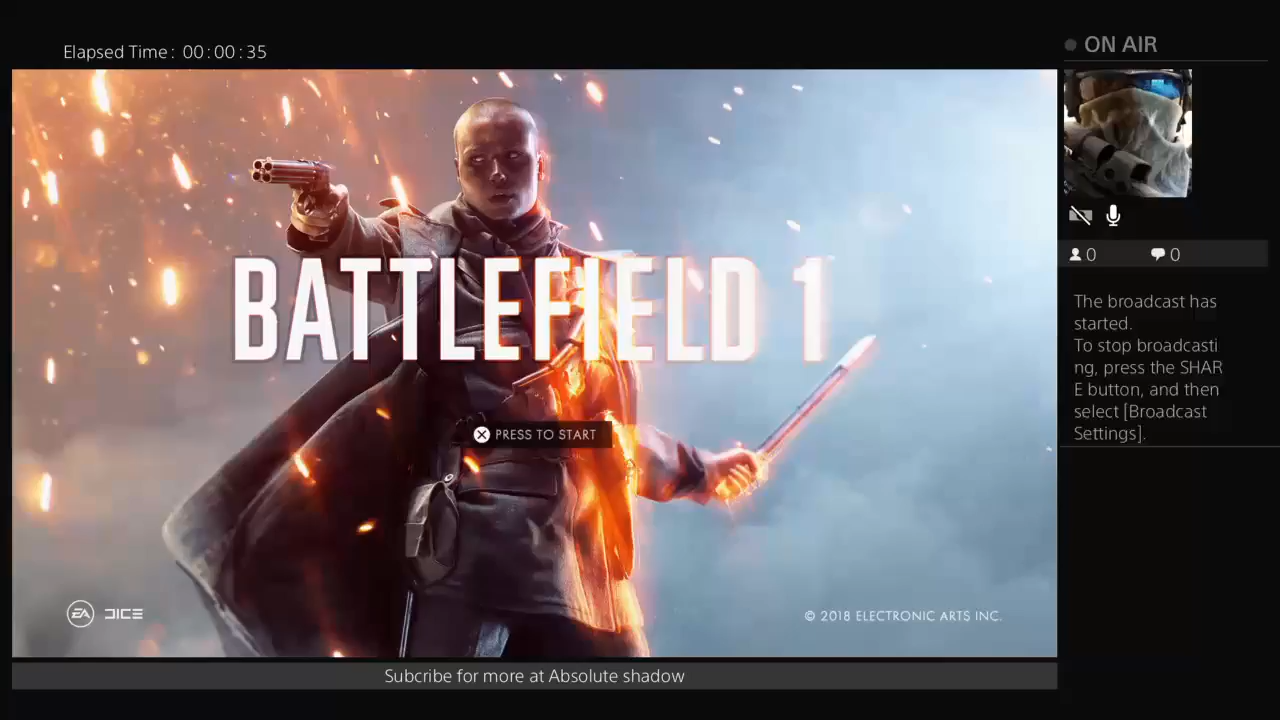 Elapsed Time: 00:00:35
ON AIR
BATTLEFIELD 1
PRESS TO START
EA DICE
© 2018 ELECTRONIC ARTS INC.
Subcribe for more at Absolute shadow
0 0
The broadcast has
started.
To stop broadcasti
ng, press the SHAR
E button, and then
select [Broadcast
Settings].